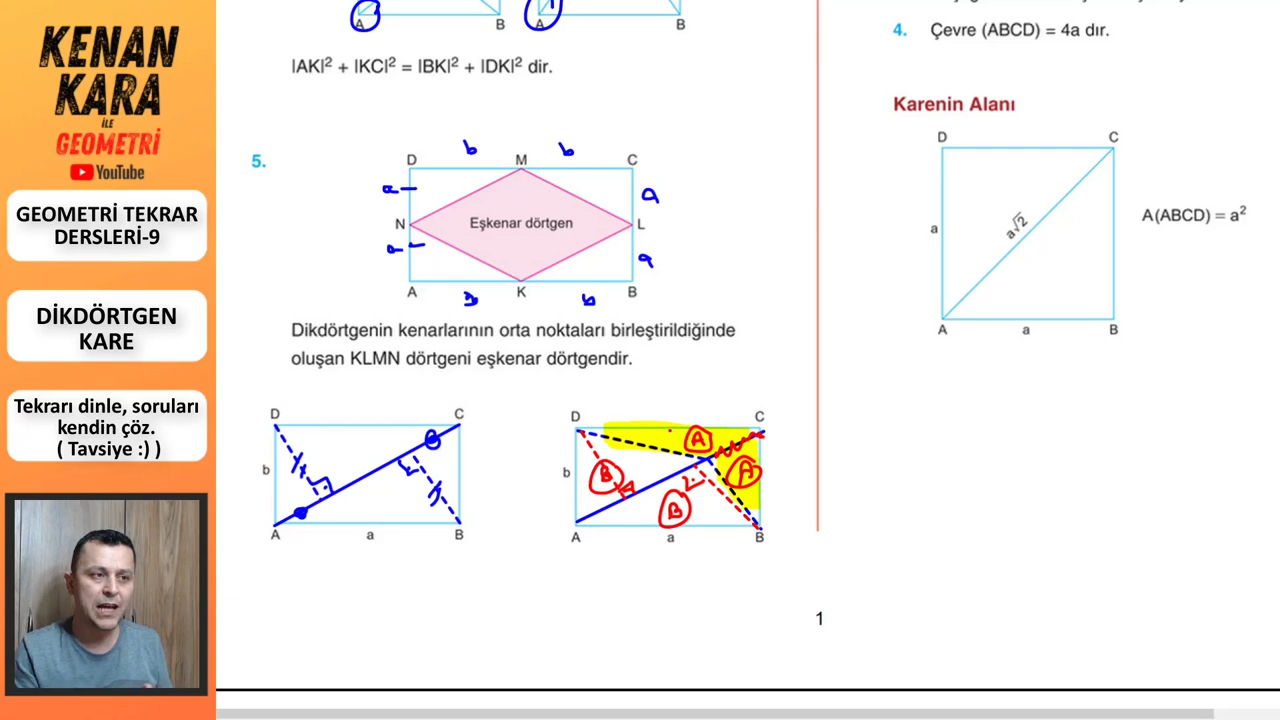 KENAN
KARA
İLE
GEOMETRİ
YouTube
GEOMETRİ TEKRAR
DERSLERİ-9
DİKDÖRTGEN
KARE
Tekrarı dinle, soruları
kendin çöz.
( Tavsiye :) )
A
B
A
B
|AK|² + |KC|² = |BK|² + |DK|² dir.
5.
b
b
D
M
C
a
a
N
Eşkenar dörtgen
L
a
a
A
K
B
b
Dikdörtgenin kenarlarının orta noktaları birleştirildiğinde
oluşan KLMN dörtgeni eşkenar dörtgendir.
D
C
b
x
A
a
B
D
C
A
A
b
B
B
A
a
B
4. Çevre (ABCD) = 4a dır.
Karenin Alanı
D
C
a
a√2
A(ABCD) = a²
A
a
B
1